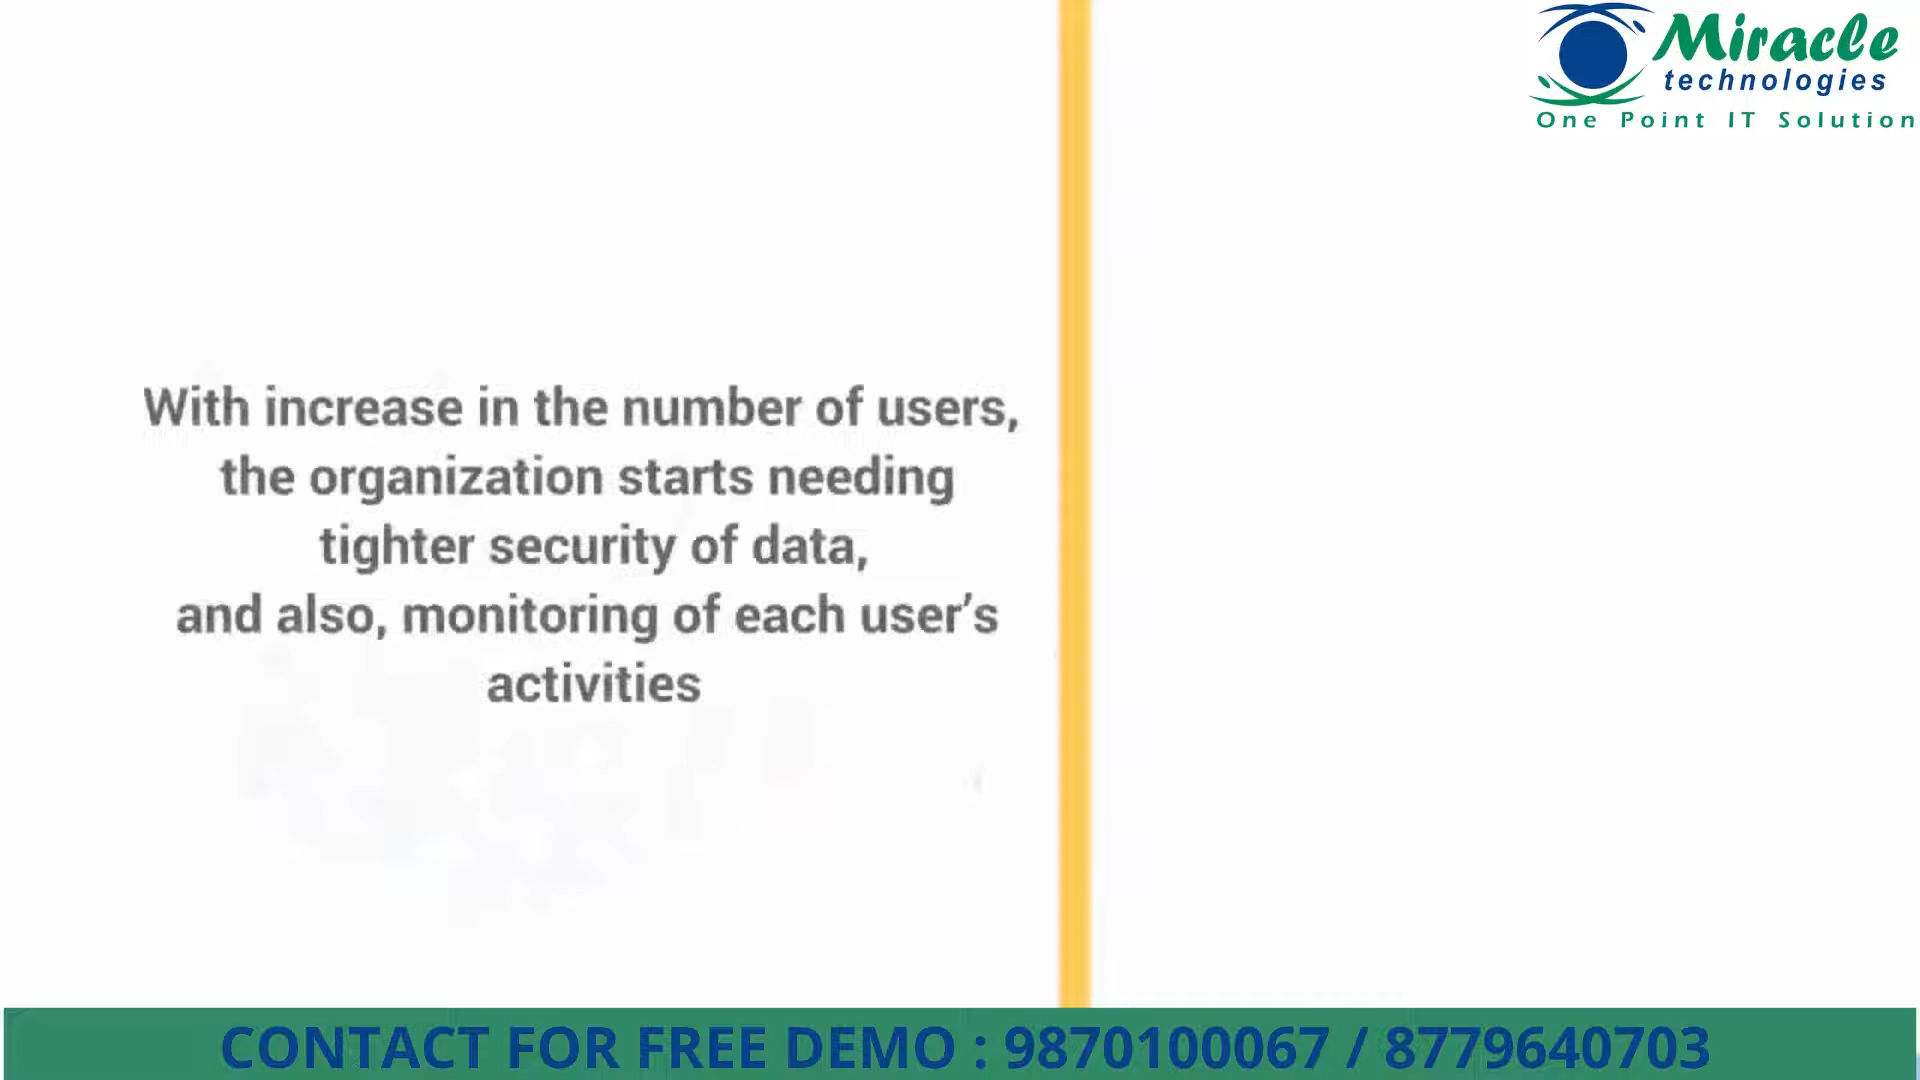 Miracle
technologies
One Point IT Solution
With increase in the number of users,
the organization starts needing
tighter security of data,
and also, monitoring of each user’s
activities
CONTACT FOR FREE DEMO : 9870100067 / 8779640703